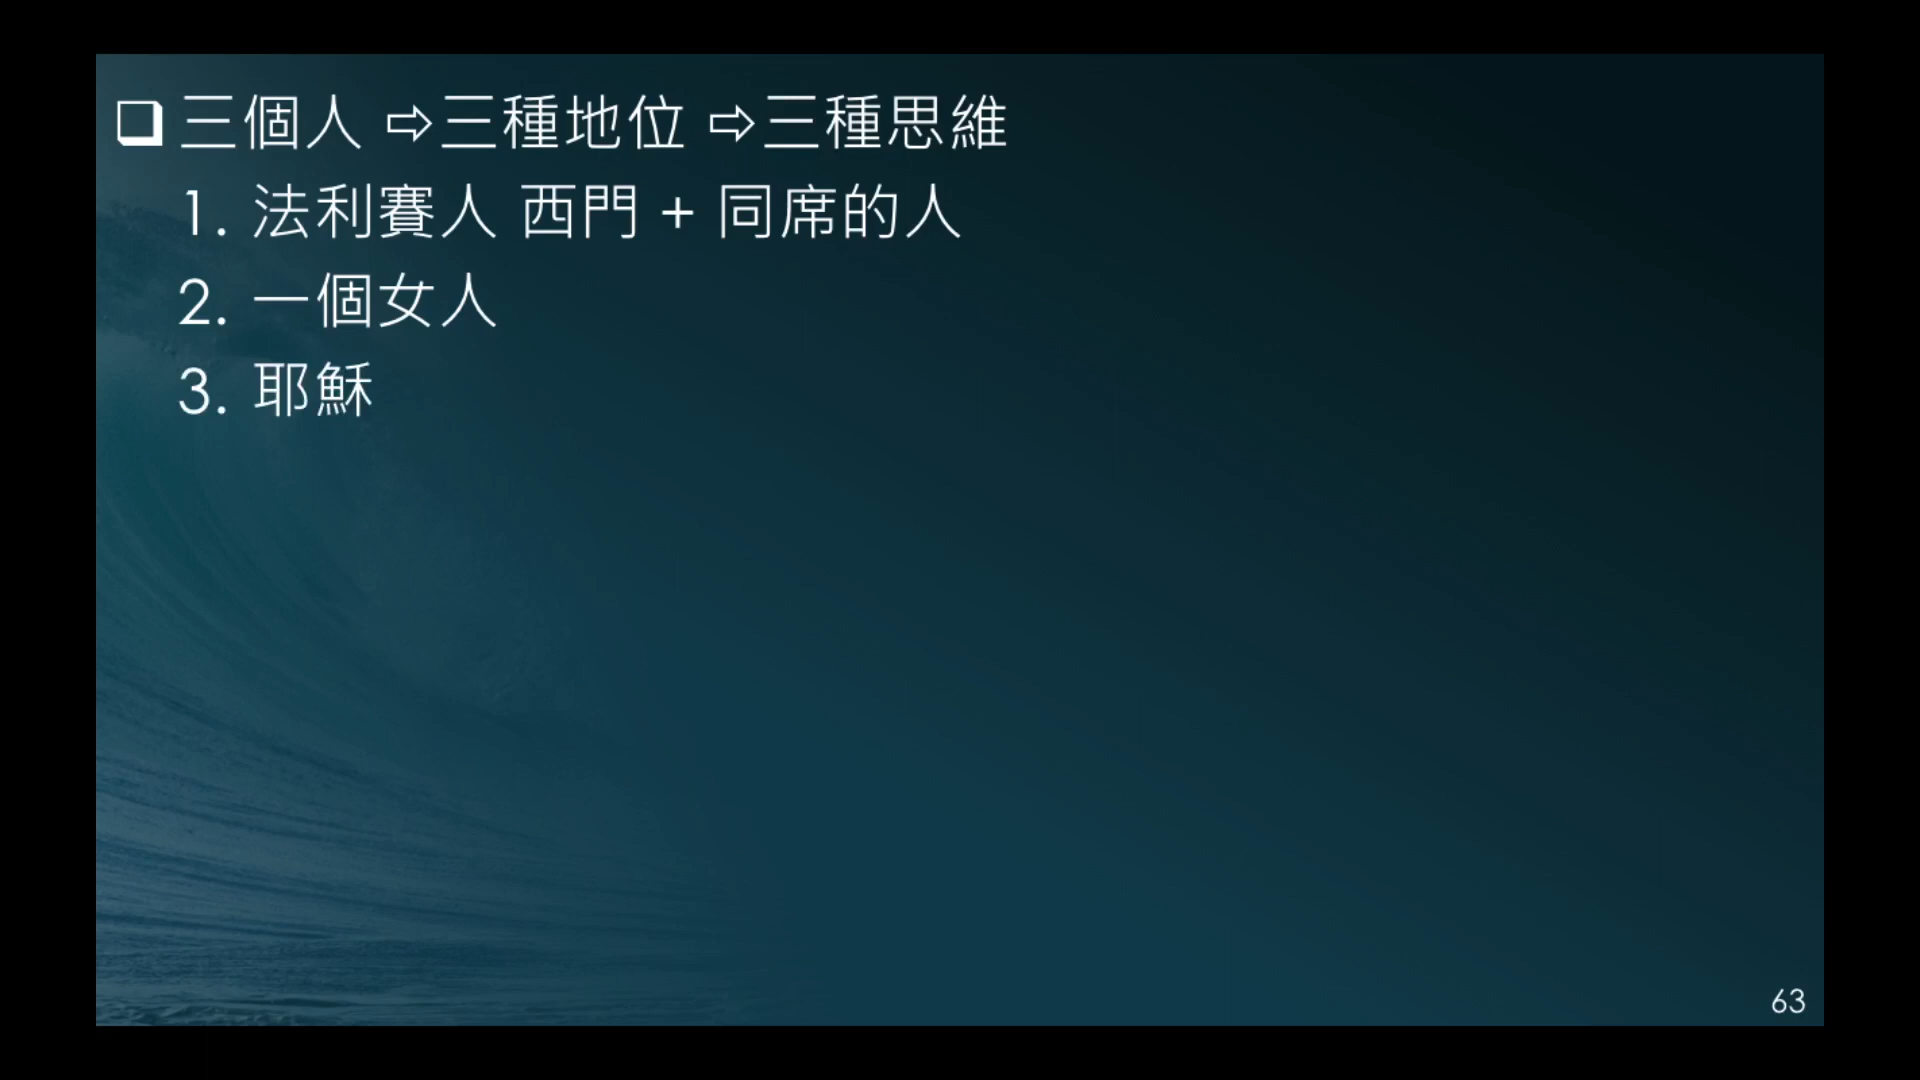 ❑ 三個人 ⇨三種地位 ⇨三種思維
1. 法利賽人 西門 + 同席的人
2. 一個女人
3. 耶穌
63